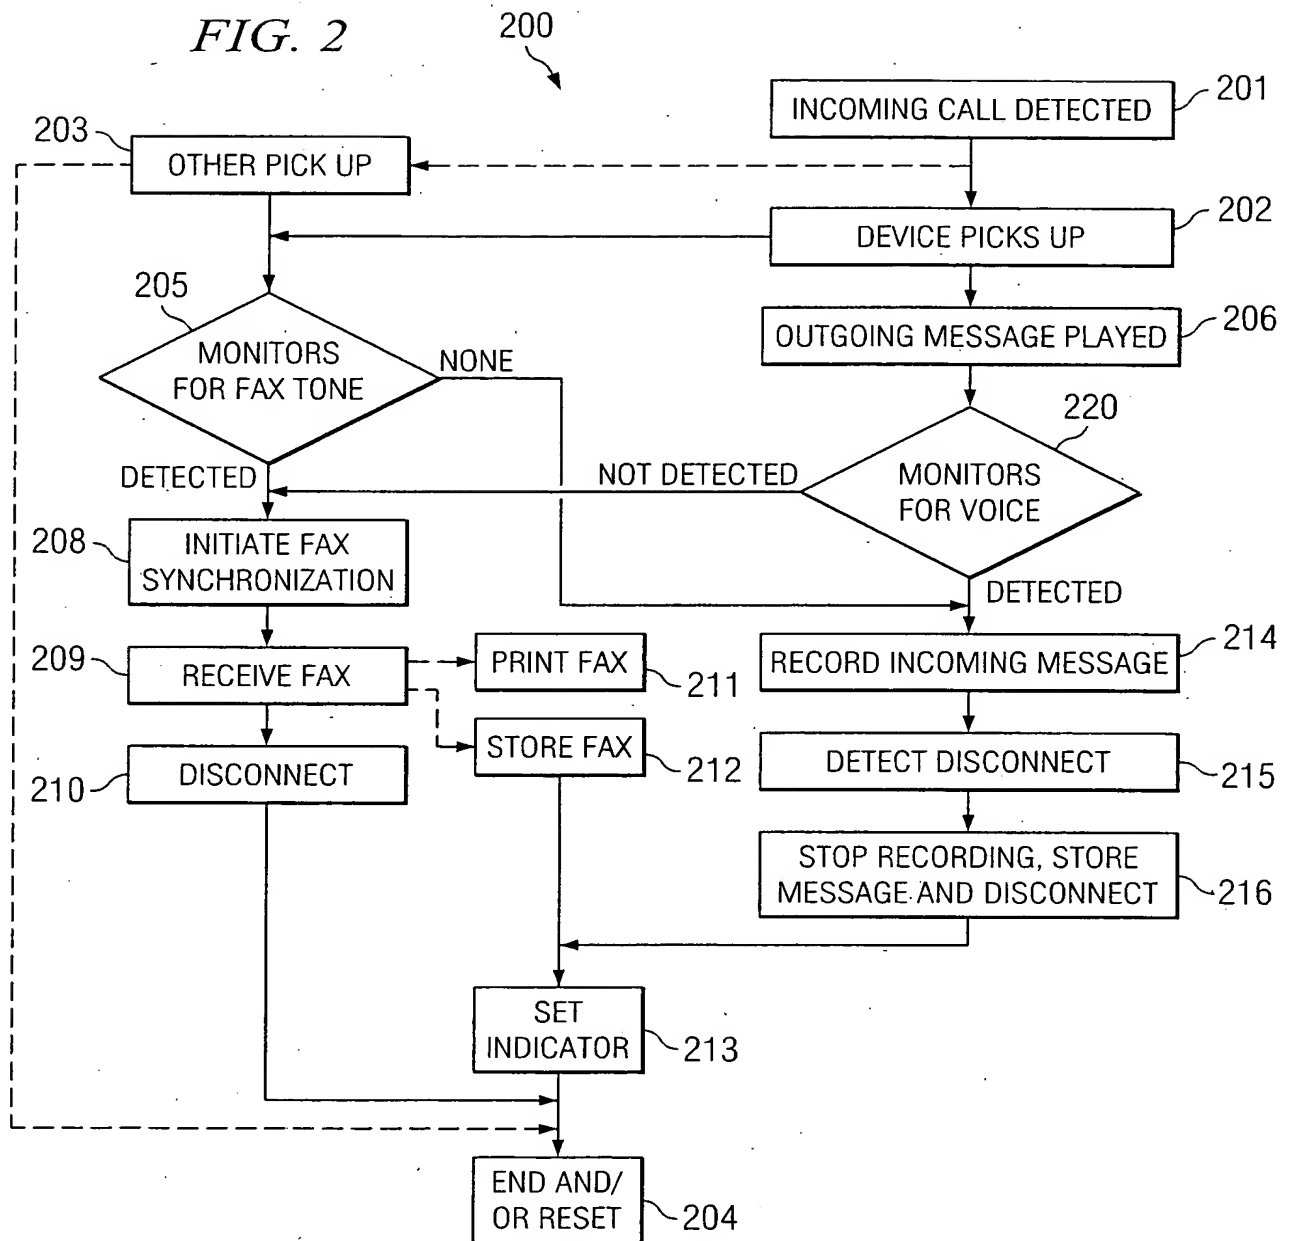 FIG. 2
200
INCOMING CALL DETECTED
201
203
OTHER PICK UP
DEVICE PICKS UP
202
205
MONITORS
FOR FAX TONE
NONE
OUTGOING MESSAGE PLAYED
206
220
DETECTED
NOT DETECTED
MONITORS
FOR VOICE
208
INITIATE FAX
SYNCHRONIZATION
DETECTED
209
RECEIVE FAX
PRINT FAX
211
RECORD INCOMING MESSAGE
214
210
DISCONNECT
STORE FAX
212
DETECT DISCONNECT
215
STOP RECORDING, STORE
MESSAGE AND DISCONNECT
216
SET
INDICATOR
213
END AND/
OR RESET
204